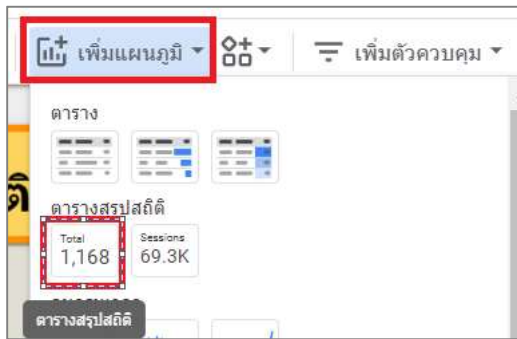 เพิ่มแผนภูมิ เพิ่มตัวควบคุม
ตาราง
ติ
ตารางสรุปสถิติ
Total Sessions
1,168 69.3K
ตารางสรุปสถิติ